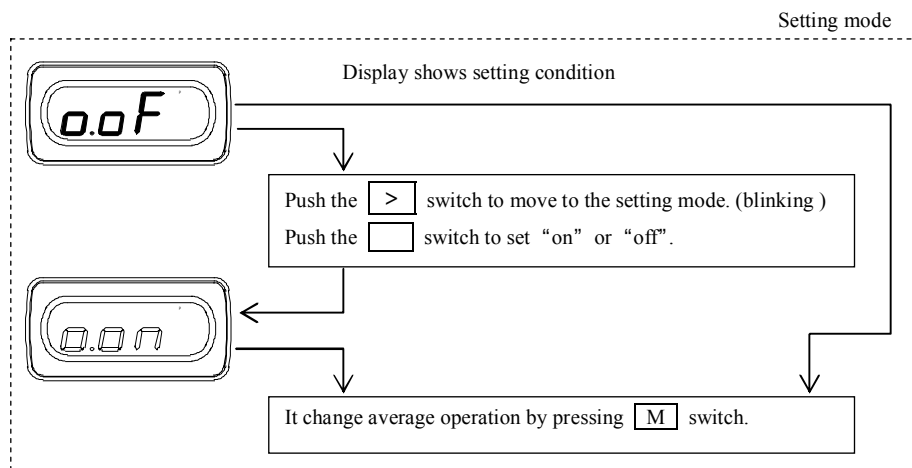 Setting mode
Display shows setting condition
o.oF
Push the > switch to move to the setting mode. (blinking )
Push the switch to set “on” or “off”.
o.on
It change average operation by pressing M switch.